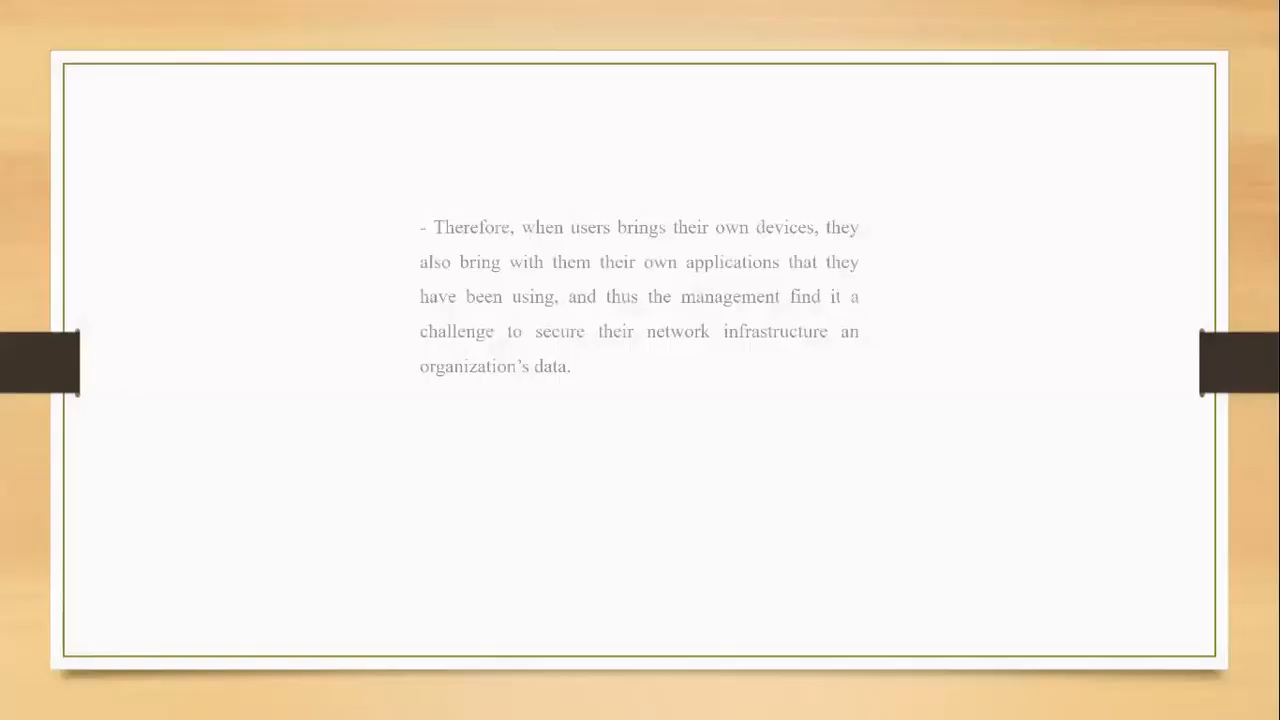 - Therefore, when users brings their own devices, they
also bring with them their own applications that they
have been using, and thus the management find it a
challenge to secure their network infrastructure an
organization’s data.